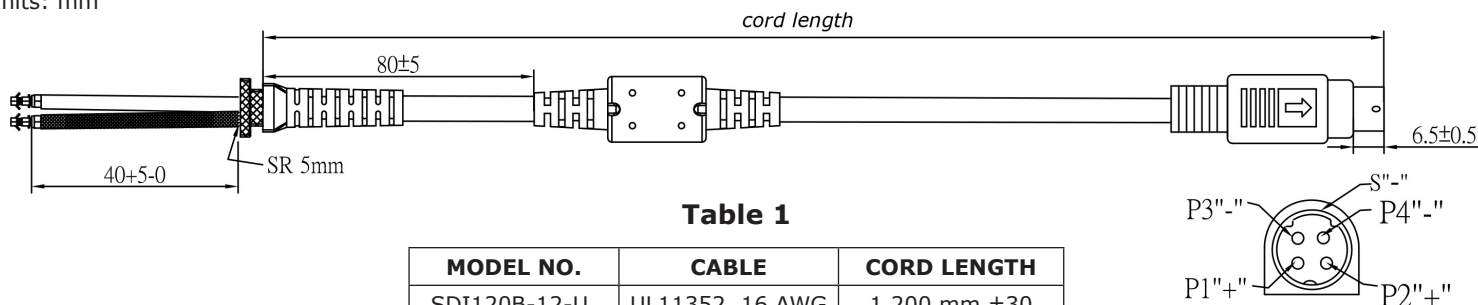 mm
cord length
80±5
6.5±0.5
SR 5mm
40+5-0
S"-"
P3"-"
P4"-"
P1"+"
P2"+"
Table 1
MODEL NO. CABLE CORD LENGTH
SDI120B-12-U UL11352, 16 AWG 1,200 mm ±30